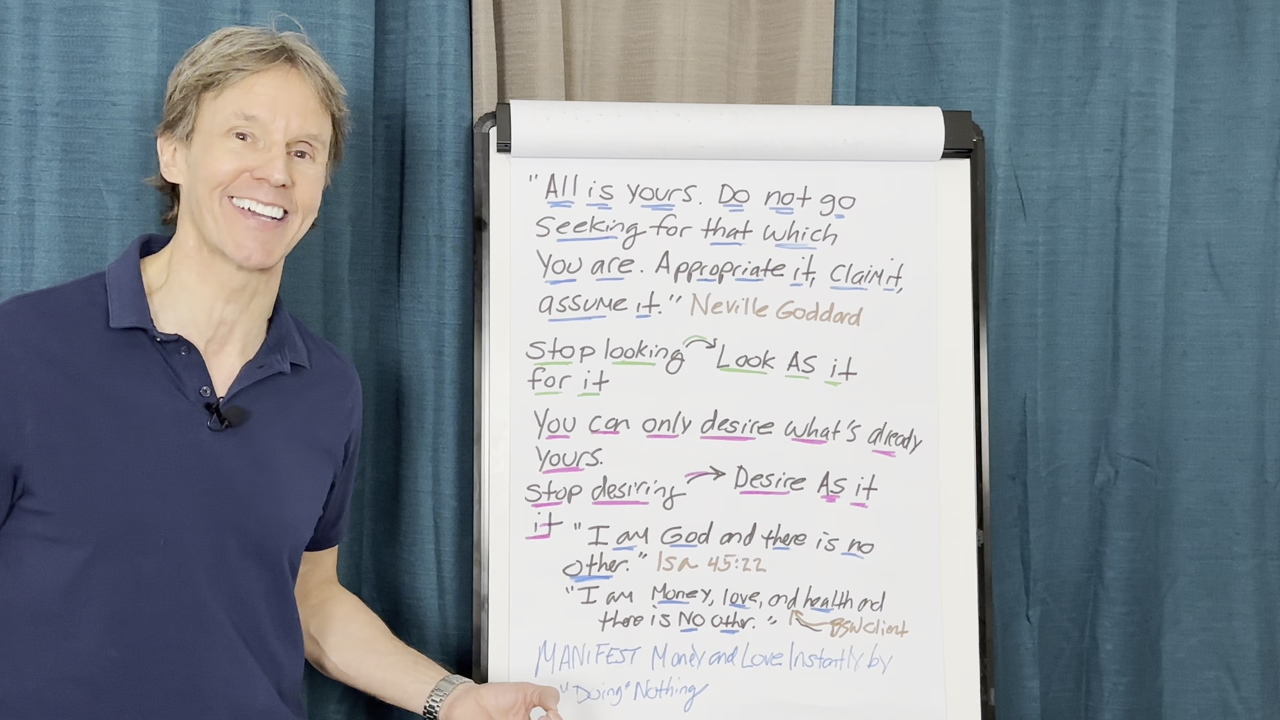 "All is yours. Do not go
Seeking for that which
You are. Appropriate it, claim it,
assume it." Neville Goddard
Stop looking → Look As it
for it
You can only desire what's already
yours.
Stop desiring → Desire As it
it
"I am God and there is no
other." Isa 45:22
"I am Money, love, and health and
there is No other." ← BSW client
MANIFEST Money and Love Instantly by
"Doing" Nothing